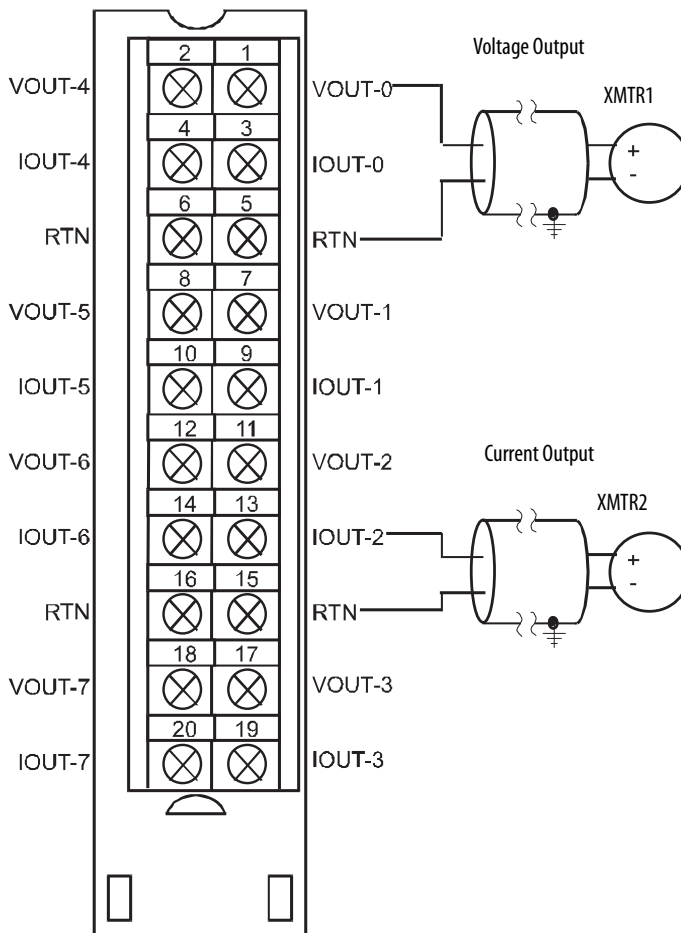 Voltage Output
2 1
VOUT-4 VOUT-0 XMTR1
+
4 3
IOUT-4 IOUT-0 -
6 5
RTN RTN
8 7
VOUT-5 VOUT-1
10 9
IOUT-5 IOUT-1
12 11
VOUT-6 VOUT-2 Current Output
14 13 XMTR2
IOUT-6 IOUT-2
+
16 15 -
RTN RTN
18 17
VOUT-7 VOUT-3
20 19
IOUT-7 IOUT-3